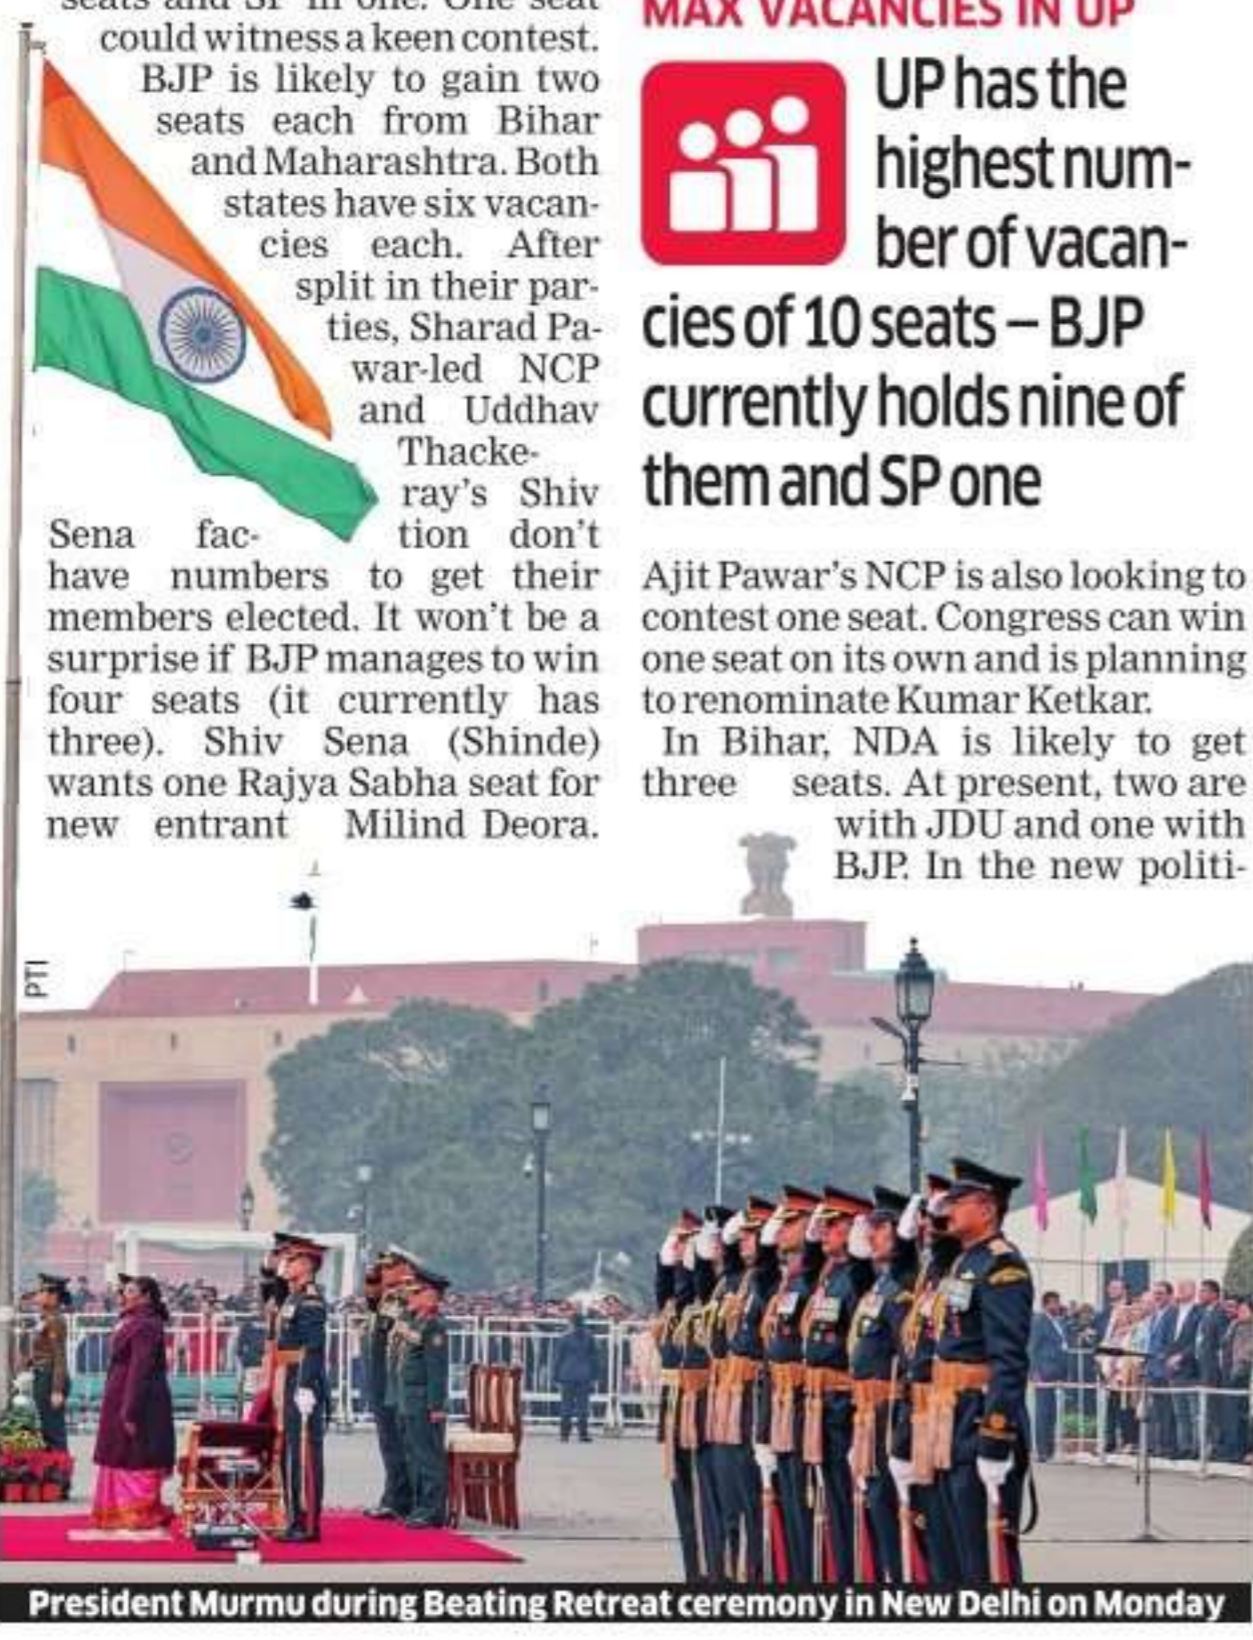 seats and SP in one. One seat
could witness a keen contest.
BJP is likely to gain two
seats each from Bihar
and Maharashtra. Both
states have six vacan-
cies each. After
split in their par-
ties, Sharad Pa-
war-led NCP
and Uddhav
Thacke-
ray's Shiv
Sena fac- tion don't
have numbers to get their
members elected. It won't be a
surprise if BJP manages to win
four seats (it currently has
three). Shiv Sena (Shinde)
wants one Rajya Sabha seat for
new entrant Milind Deora.
MAX VACANCIES IN UP
UP has the
highest num-
ber of vacan-
cies of 10 seats – BJP
currently holds nine of
them and SP one
Ajit Pawar's NCP is also looking to
contest one seat. Congress can win
one seat on its own and is planning
to renominate Kumar Ketkar.
In Bihar, NDA is likely to get
three seats. At present, two are
with JDU and one with
BJP. In the new politi-
PTI
President Murmu during Beating Retreat ceremony in New Delhi on Monday